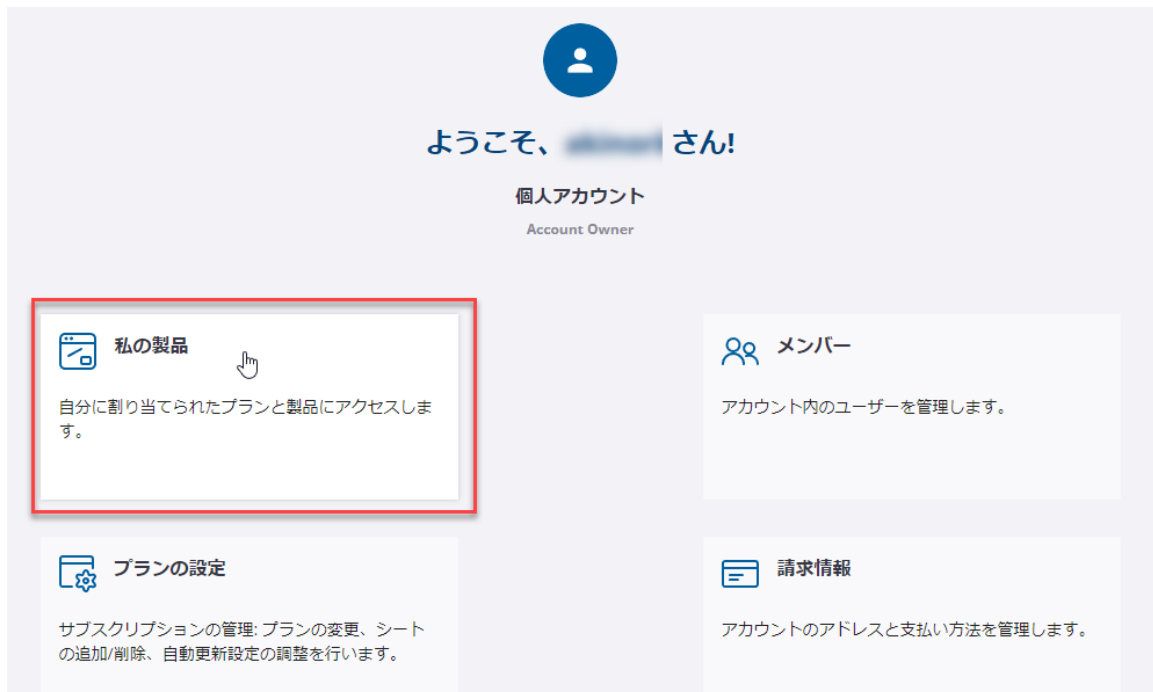 ようこそ、 さん!
個人アカウント
Account Owner
私の製品
自分に割り当てられたプランと製品にアクセスしま
す。
メンバー
アカウント内のユーザーを管理します。
プランの設定
サブスクリプションの管理: プランの変更、シート
の追加/削除、自動更新設定の調整を行います。
請求情報
アカウントのアドレスと支払い方法を管理します。